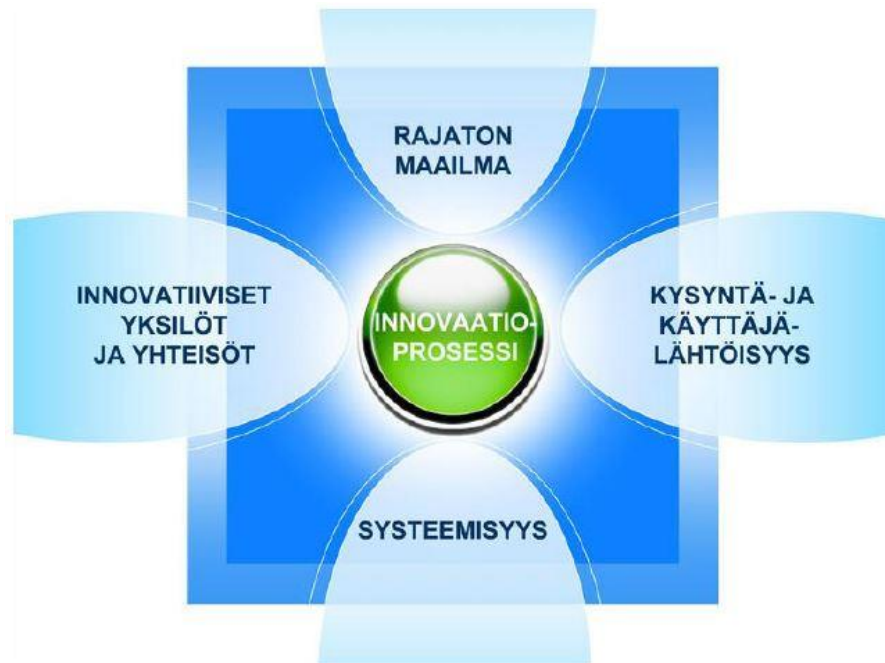 RAJATON
MAAILMA
INNOVATIIVISET
YKSILÖT
JA YHTEISÖT
INNOVAATIO-
PROSESSI
KYSYNTÄ- JA
KÄYTTÄJÄ-
LÄHTÖISYYS
SYSTEEMISYYS